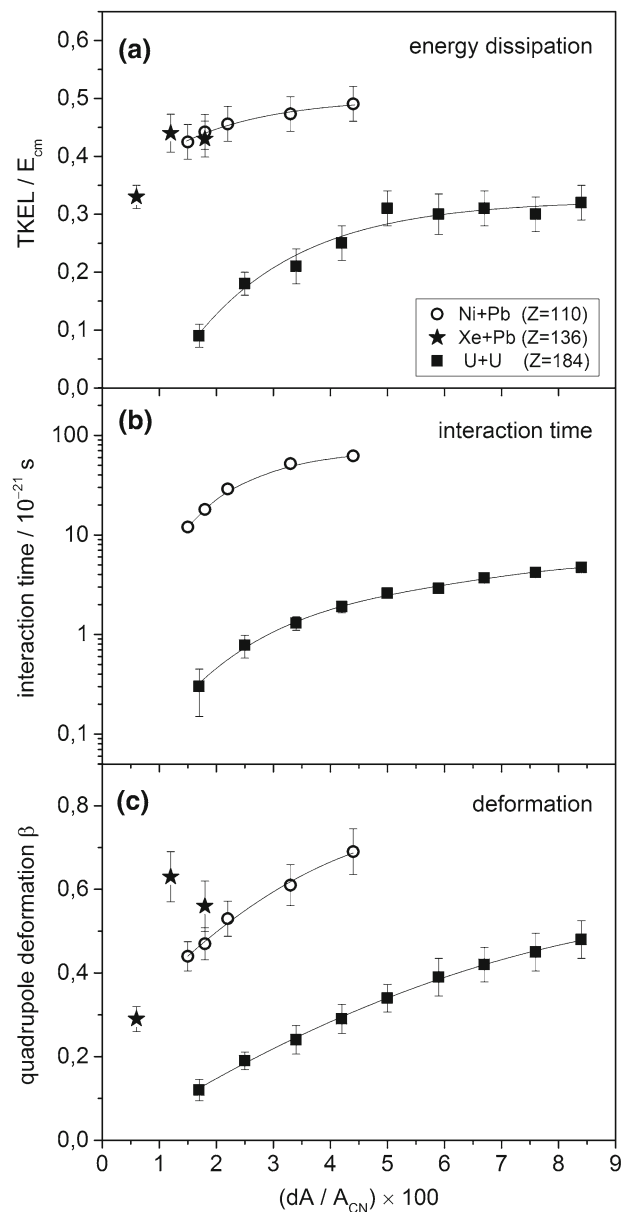 (a)
energy dissipation
0,6
0,5
0,4
0,3
0,2
0,1
0,0
TKEL / Ecm
Ni+Pb (Z=110)
Xe+Pb (Z=136)
U+U (Z=184)
(b)
interaction time
100
10
1
0,1
interaction time / 10⁻²¹ s
(c)
deformation
0,8
0,6
0,4
0,2
0,0
quadrupole deformation β
0 1 2 3 4 5 6 7 8 9
(dA / ACN) × 100